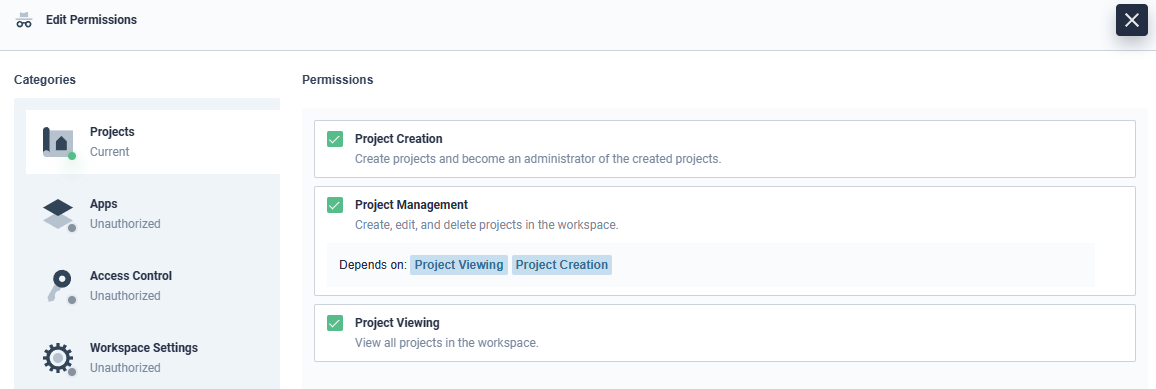 Edit Permissions
Categories
Permissions
Projects
Current
Apps
Unauthorized
Access Control
Unauthorized
Workspace Settings
Unauthorized
Project Creation
Create projects and become an administrator of the created projects.
Project Management
Create, edit, and delete projects in the workspace.
Depends on: Project Viewing Project Creation
Project Viewing
View all projects in the workspace.